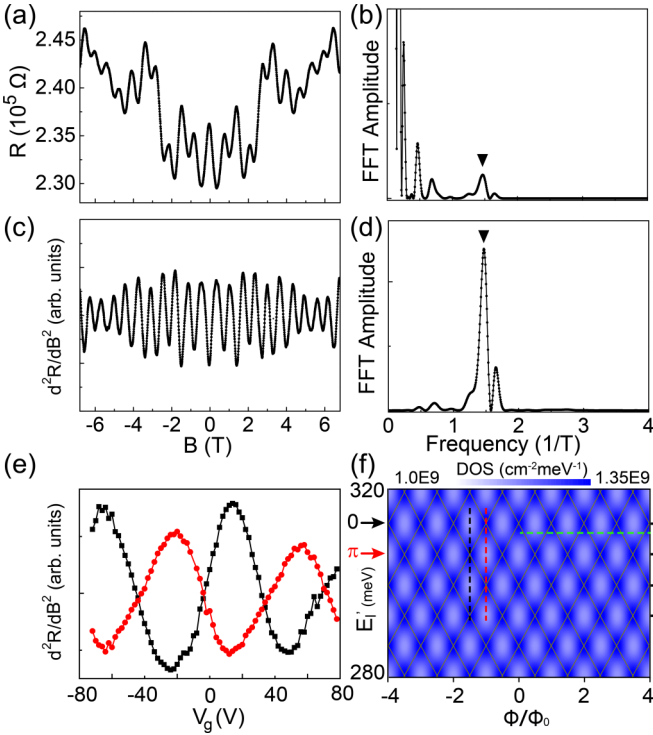 (a)
2.45
2.40
2.35
2.30
R (10⁵ Ω)
(b)
FFT Amplitude
(c)
d²R/dB² (arb. units)
-6 -4 -2 0 2 4 6
B (T)
(d)
FFT Amplitude
0 1 2 3 4
Frequency (1/T)
(e)
d²R/dB² (arb. units)
-80 -40 0 40 80
Vg(V)
(f)
DOS (cm⁻²meV⁻¹)
1.0E9 1.35E9
320
0
π
280
-4 -2 0 2 4
Φ/Φ₀